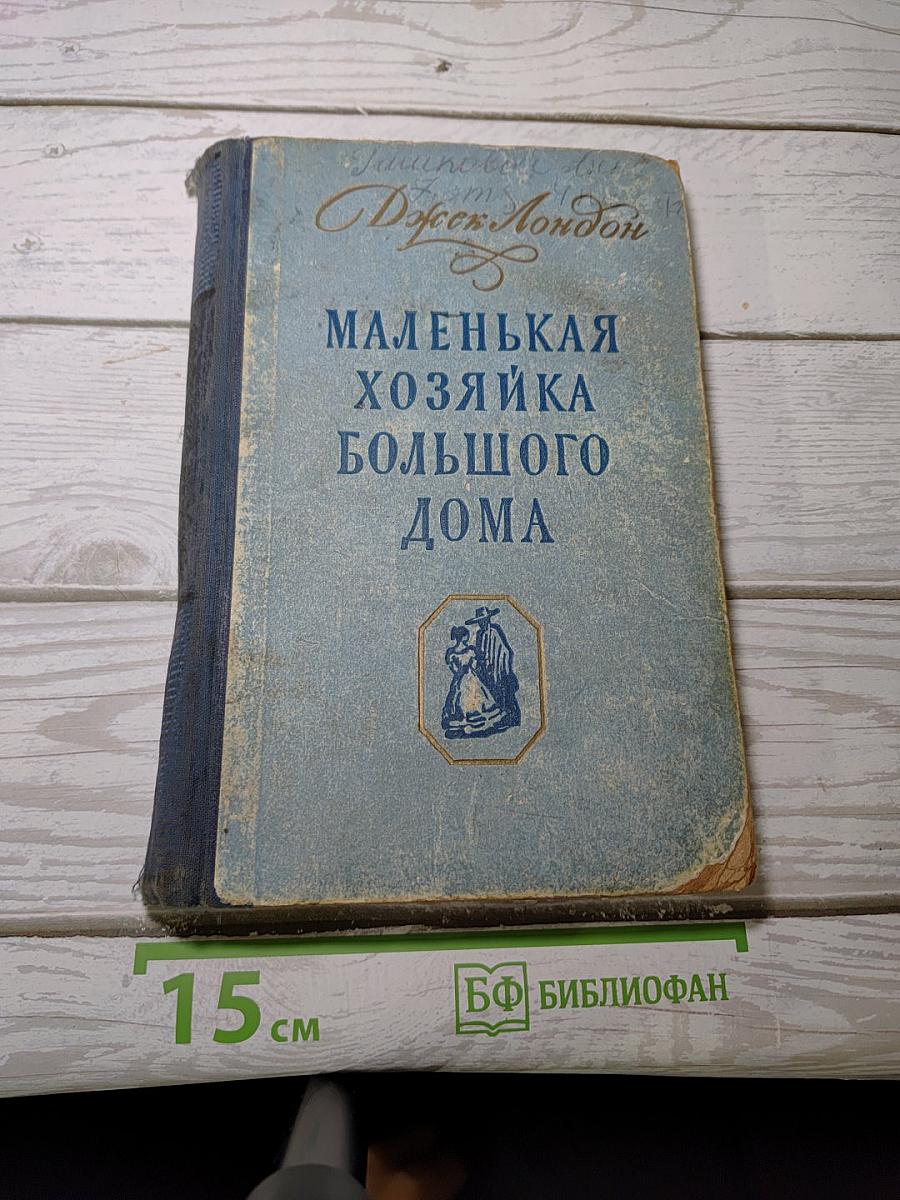 Джек Лондон
МАЛЕНЬКАЯ
ХОЗЯЙКА
БОЛЬШОГО
ДОМА
15 см
БФ БИБЛИОФАН